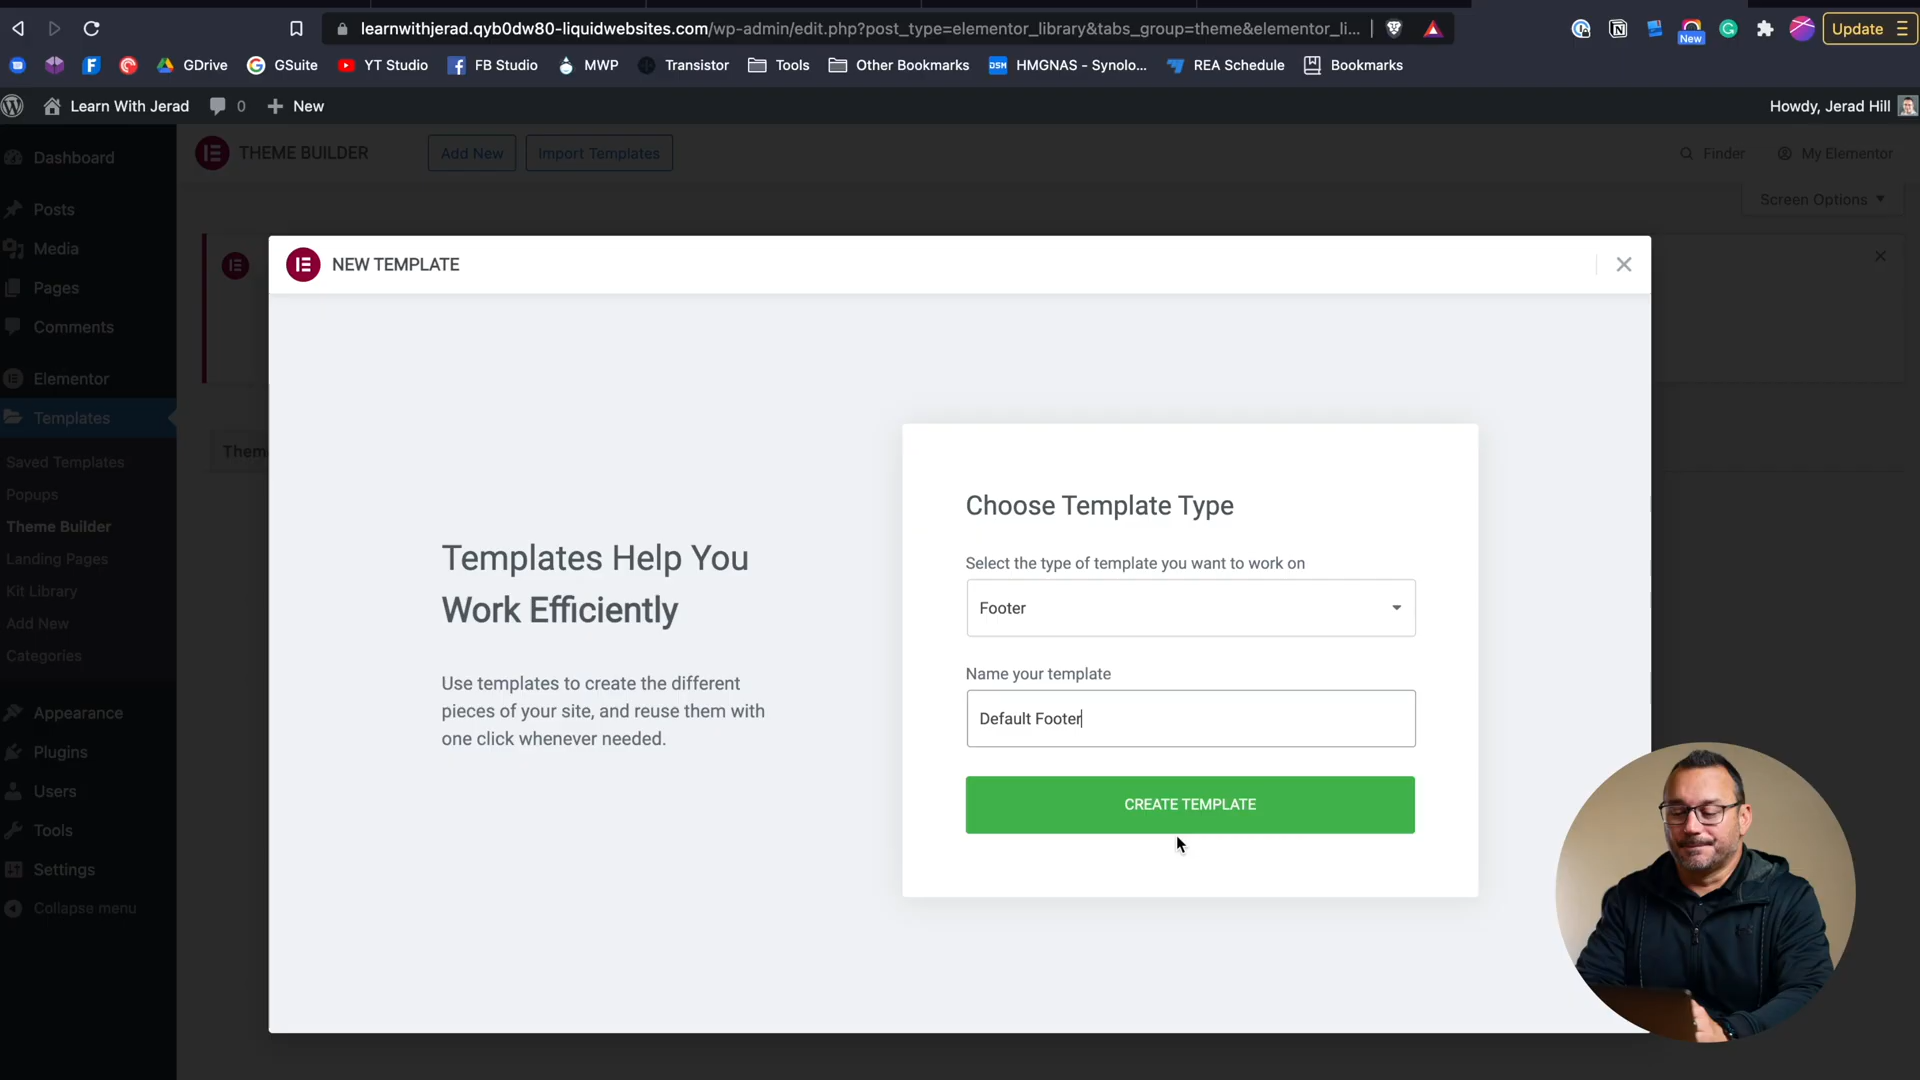 learnwithjerad.qyb0dw80-liquidwebsites.com/wp-admin/edit.php?post_type=elementor_library&tabs_group=theme&elementor_li...
New
Update
GDrive
GSuite
YT Studio
FB Studio
MWP
Transistor
Tools
Other Bookmarks
DSM
HMGNAS - Synolo...
REA Schedule
Bookmarks
Learn With Jerad
0
New
Howdy, Jerad Hill
Dashboard
Posts
Media
Pages
Comments
Elementor
Templates
Saved Templates
Popups
Theme Builder
Landing Pages
Kit Library
Add New
Categories
Appearance
Plugins
Users
Tools
Settings
Collapse menu
THEME BUILDER
Add New
Import Templates
Finder
My Elementor
Screen Options
Them
NEW TEMPLATE
Templates Help You
Work Efficiently
Use templates to create the different
pieces of your site, and reuse them with
one click whenever needed.
Choose Template Type
Select the type of template you want to work on
Footer
Name your template
Default Footer
CREATE TEMPLATE